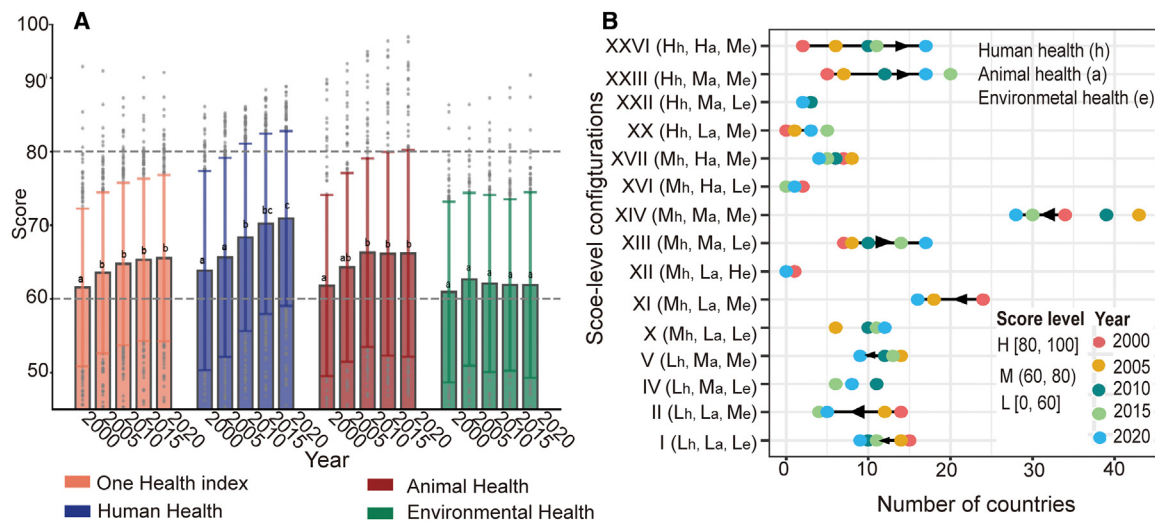 A
100
90
80
70
60
50
Score
a
b
b
b
b
a
a
b
bc
c
a
ab
b
b
b
a
a
a
a
a
2000
2005
2010
2015
2020
2000
2005
2010
2015
2020
2000
2005
2010
2015
2020
2000
2005
2010
2015
2020
Year
One Health index
Human Health
Animal Health
Environmental Health
B
Scoe-level configturations
XXVI (Hh, Ha, Me)
XXIII (Hh, Ma, Me)
XXII (Hh, Ma, Le)
XX (Hh, La, Me)
XVII (Mh, Ha, Me)
XVI (Mh, Ha, Le)
XIV (Mh, Ma, Me)
XIII (Mh, Ma, Le)
XII (Mh, La, He)
XI (Mh, La, Me)
X (Mh, La, Le)
V (Lh, Ma, Me)
IV (Lh, Ma, Le)
II (Lh, La, Me)
I (Lh, La, Le)
Human health (h)
Animal health (a)
Environmetal health (e)
Score level
H [80, 100]
M (60, 80)
L [0, 60]
Year
2000
2005
2010
2015
2020
0
10
20
30
40
Number of countries